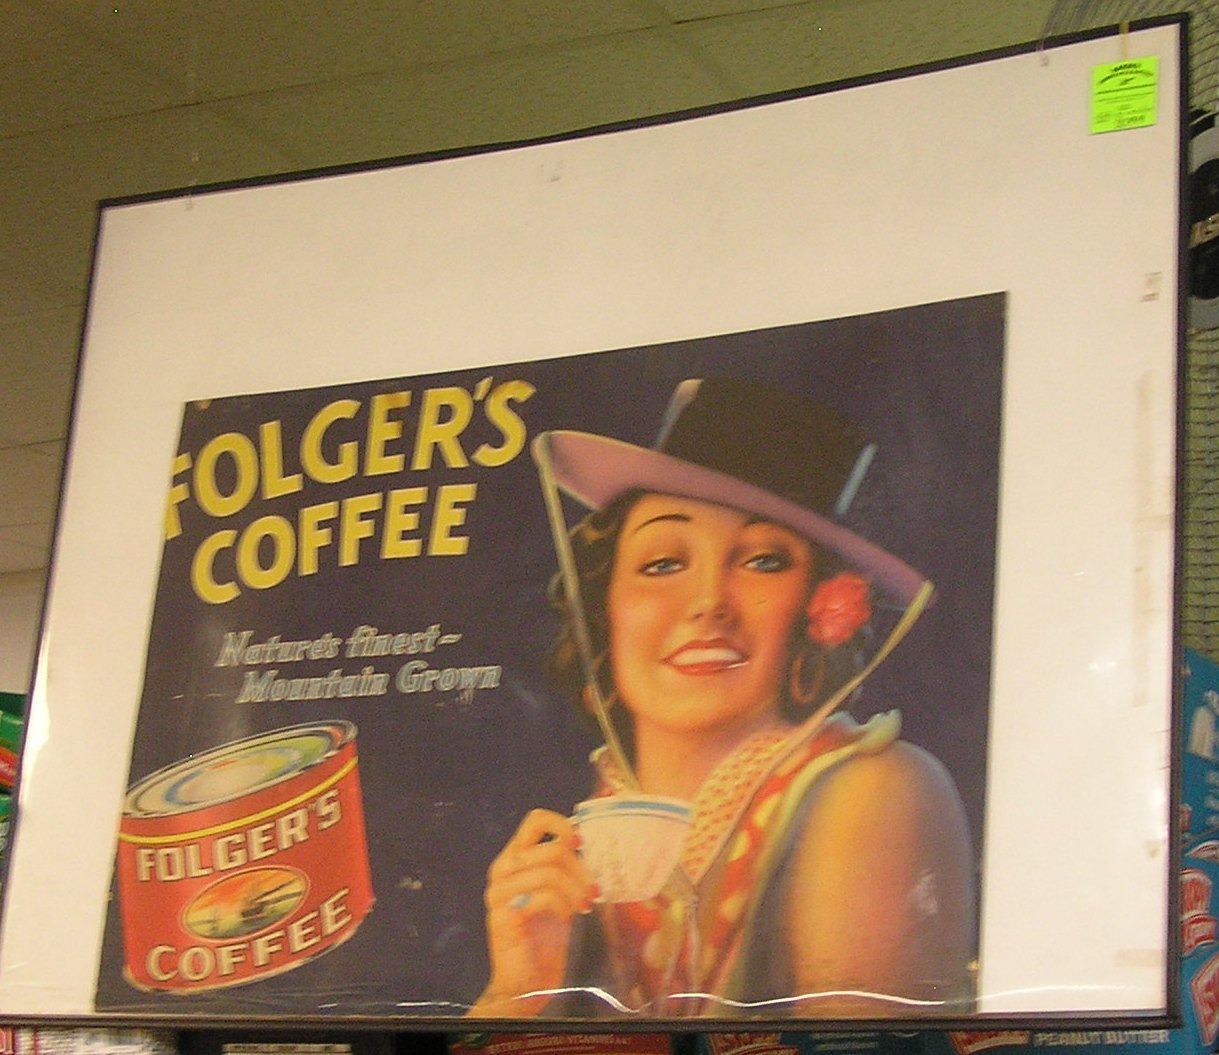 FOLGER'S
COFFEE
Nature's finest~
Mountain Grown
FOLGER'S
COFFEE
PEANUT BUTTER